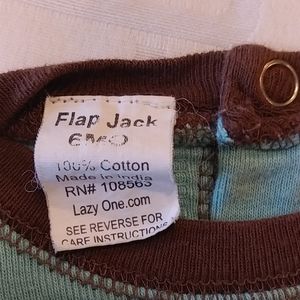 Flap Jack
6MO
100% Cotton
Made in India
RN# 108563
Lazy One.com
SEE REVERSE FOR
CARE INSTRUCTIONS